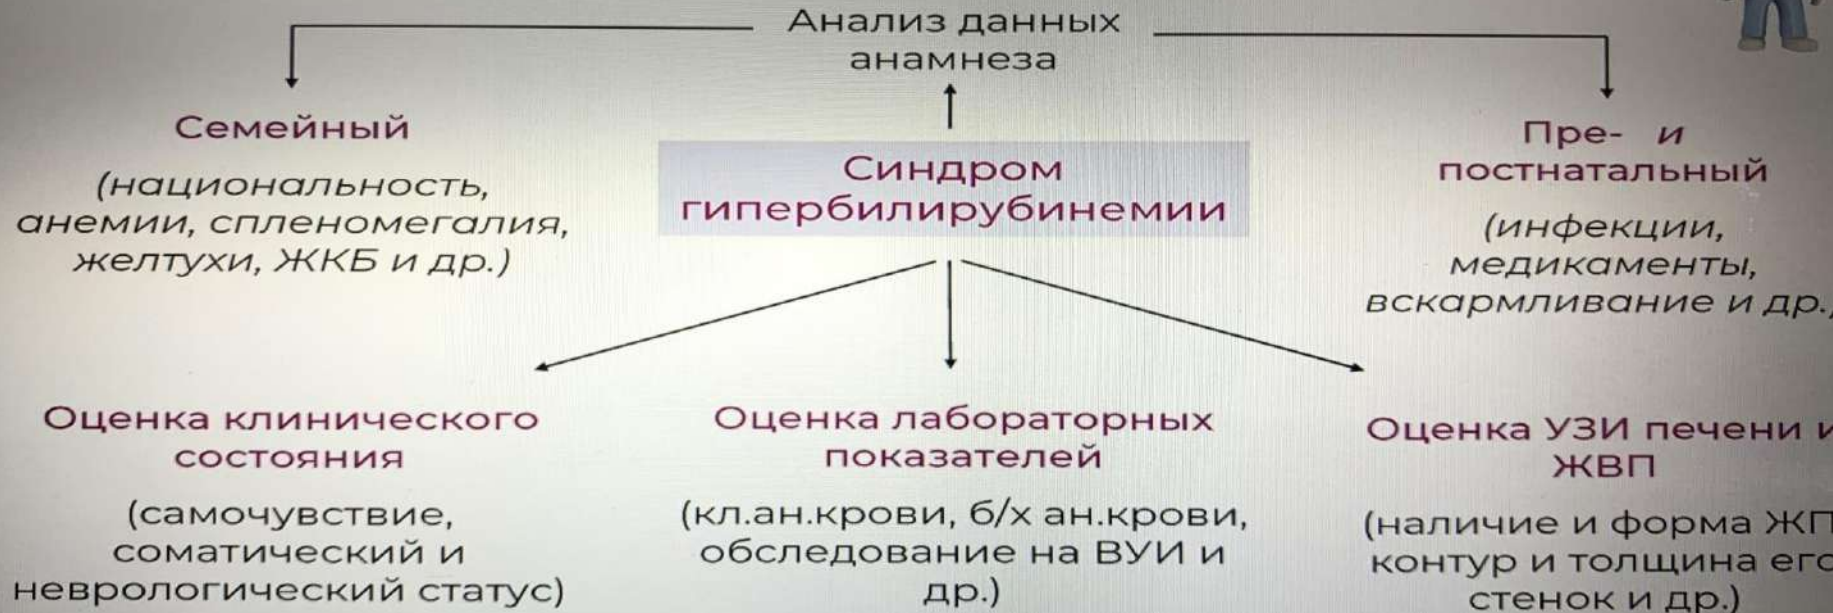 Анализ данных
анамнеза
Семейный
(национальность,
анемии, спленомегалия,
желтухи, ЖКБ и др.)
Синдром
гипербилирубинемии
Пре- и
постнатальный
(инфекции,
медикаменты,
вскармливание и др.)
Оценка клинического
состояния
(самочувствие,
соматический и
неврологический статус)
Оценка лабораторных
показателей
(кл.ан.крови, б/х ан.крови,
обследование на ВУИ и
др.)
Оценка УЗИ печени и
ЖВП
(наличие и форма ЖП
контур и толщина его
стенок и др.)